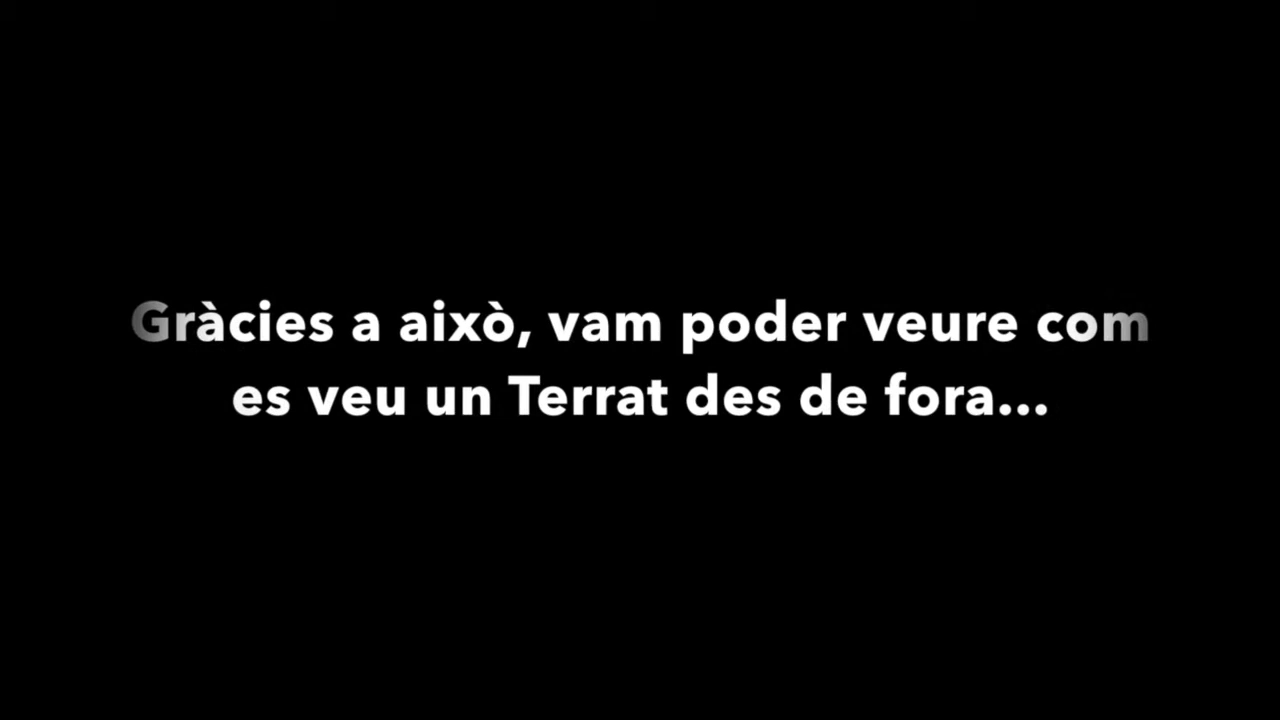 Gràcies a això, vam poder veure com
es veu un Terrat des de fora...